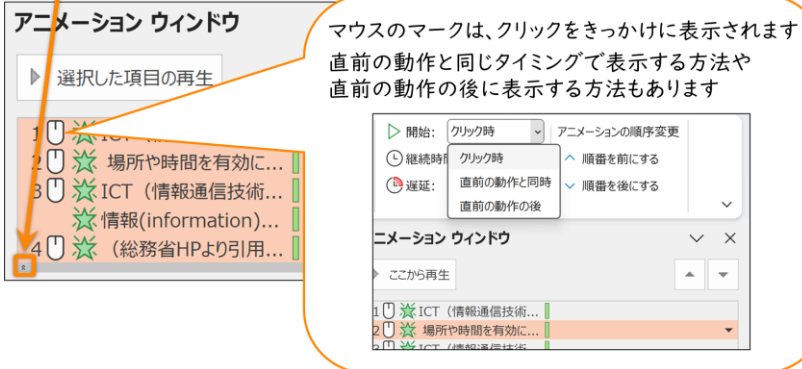 アニメーション ウィンドウ
選択した項目の再生
1 ICT
2 場所や時間を有効に...
3 ICT（情報通信技術...
情報(information)...
4 （総務省HPより引用...
マウスのマークは、クリックをきっかけに表示されます
直前の動作と同じタイミングで表示する方法や
直前の動作の後に表示する方法もあります
開始: クリック時 アニメーションの順序変更
継続時 クリック時 順番を前にする
遅延: 直前の動作と同時 順番を後にする
直前の動作の後
ニメーション ウィンドウ
ここから再生
1 ICT（情報通信技術...
2 場所や時間を有効に...
3 ICT（情報通信技術...